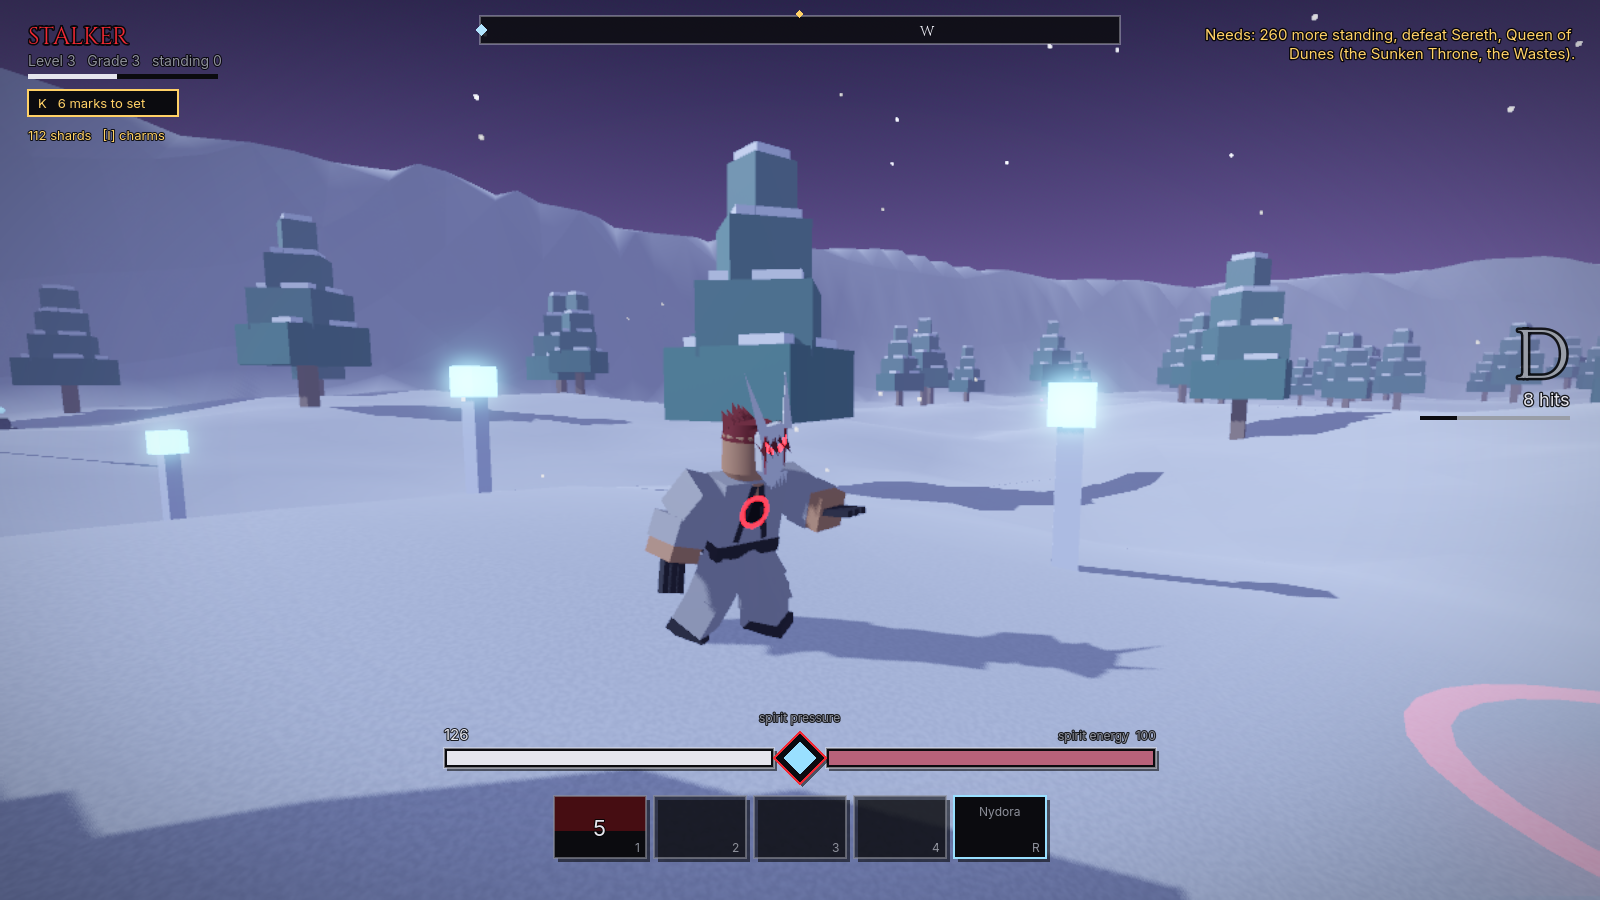 STALKER
Level 3 Grade 3 standing 0
K 6 marks to set
112 shards [I] charms
W
Needs: 260 more standing, defeat Sereth, Queen of
Dunes (the Sunken Throne, the Wastes).
D
8 hits
spirit pressure
126
spirit energy 100
5
1
2
3
4
Nydora
R